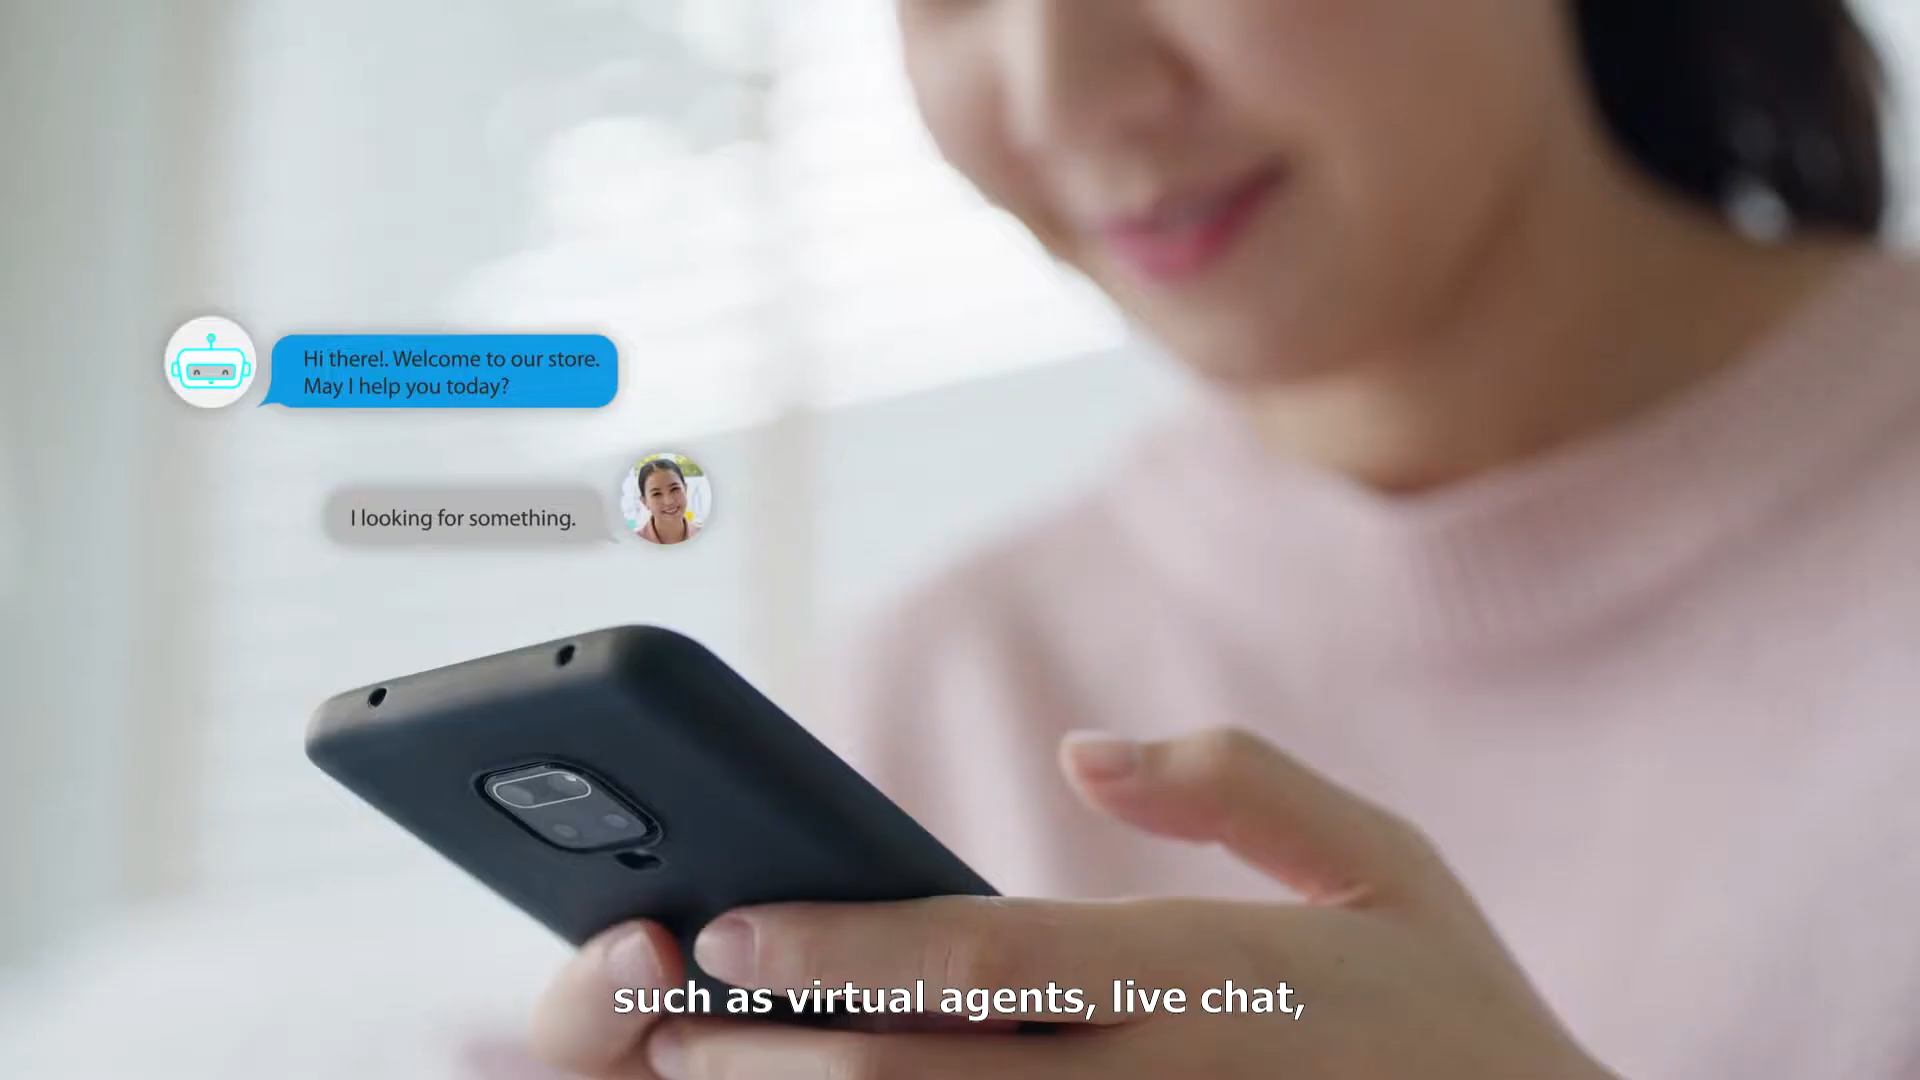 Hi there!. Welcome to our store.
May I help you today?
I looking for something.
such as virtual agents, live chat,